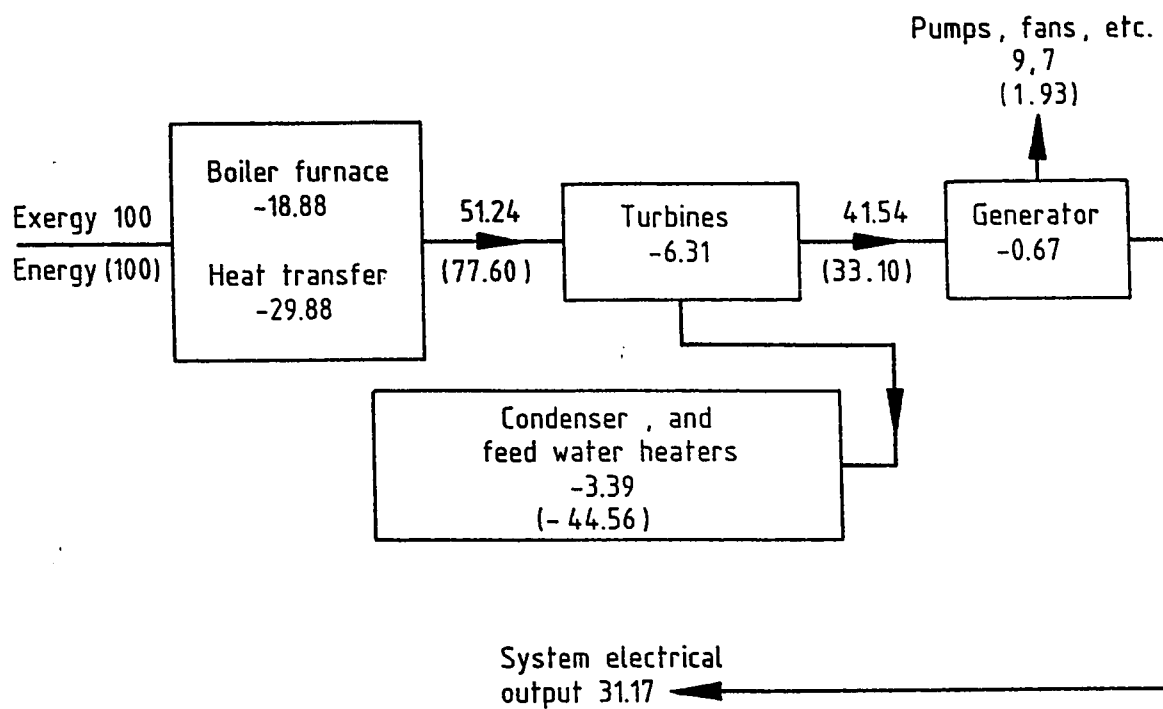 Pumps, fans, etc.
9,7
(1.93)
Boiler furnace
-18.88
Heat transfer
-29.88
Exergy 100
Energy (100)
51.24
(77.60)
Turbines
-6.31
41.54
(33.10)
Generator
-0.67
Condenser , and
feed water heaters
-3.39
(- 44.56)
System electrical
output 31.17